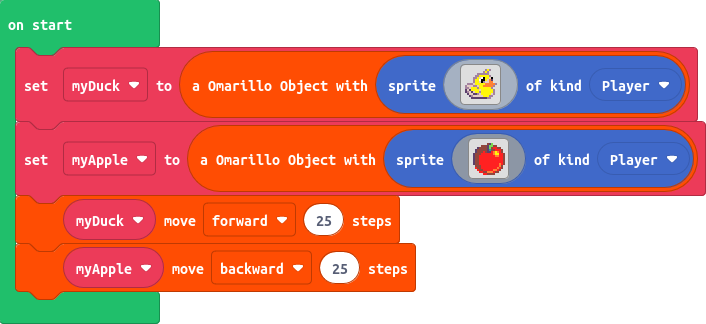 on start
set myDuck to a Omarillo Object with sprite of kind Player
set myApple to a Omarillo Object with sprite of kind Player
myDuck move forward 25 steps
myApple move backward 25 steps